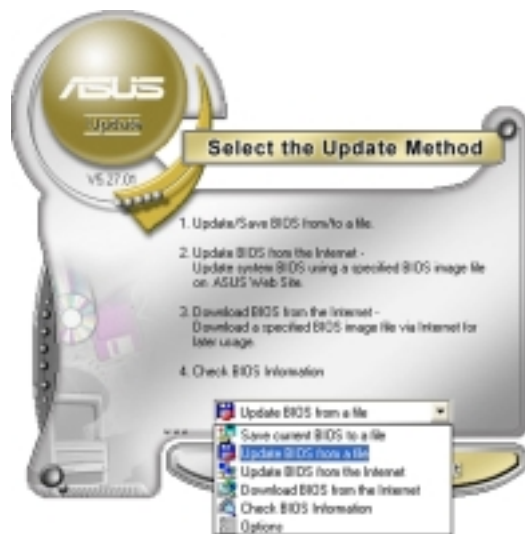 ASUS
Update
V5.27.01
Select the Update Method
1. Update/Save BIOS from/to a file.
2. Update BIOS from the Internet -
Update system BIOS using a specified BIOS image file
on ASUS Web Site.
3. Download BIOS from the Internet -
Download a specified BIOS image file via Internet for
later usage.
4. Check BIOS Information
Update BIOS from a file
Save current BIOS to a file
Update BIOS from a file
Update BIOS from the Internet
Download BIOS from the Internet
Check BIOS Information
Options